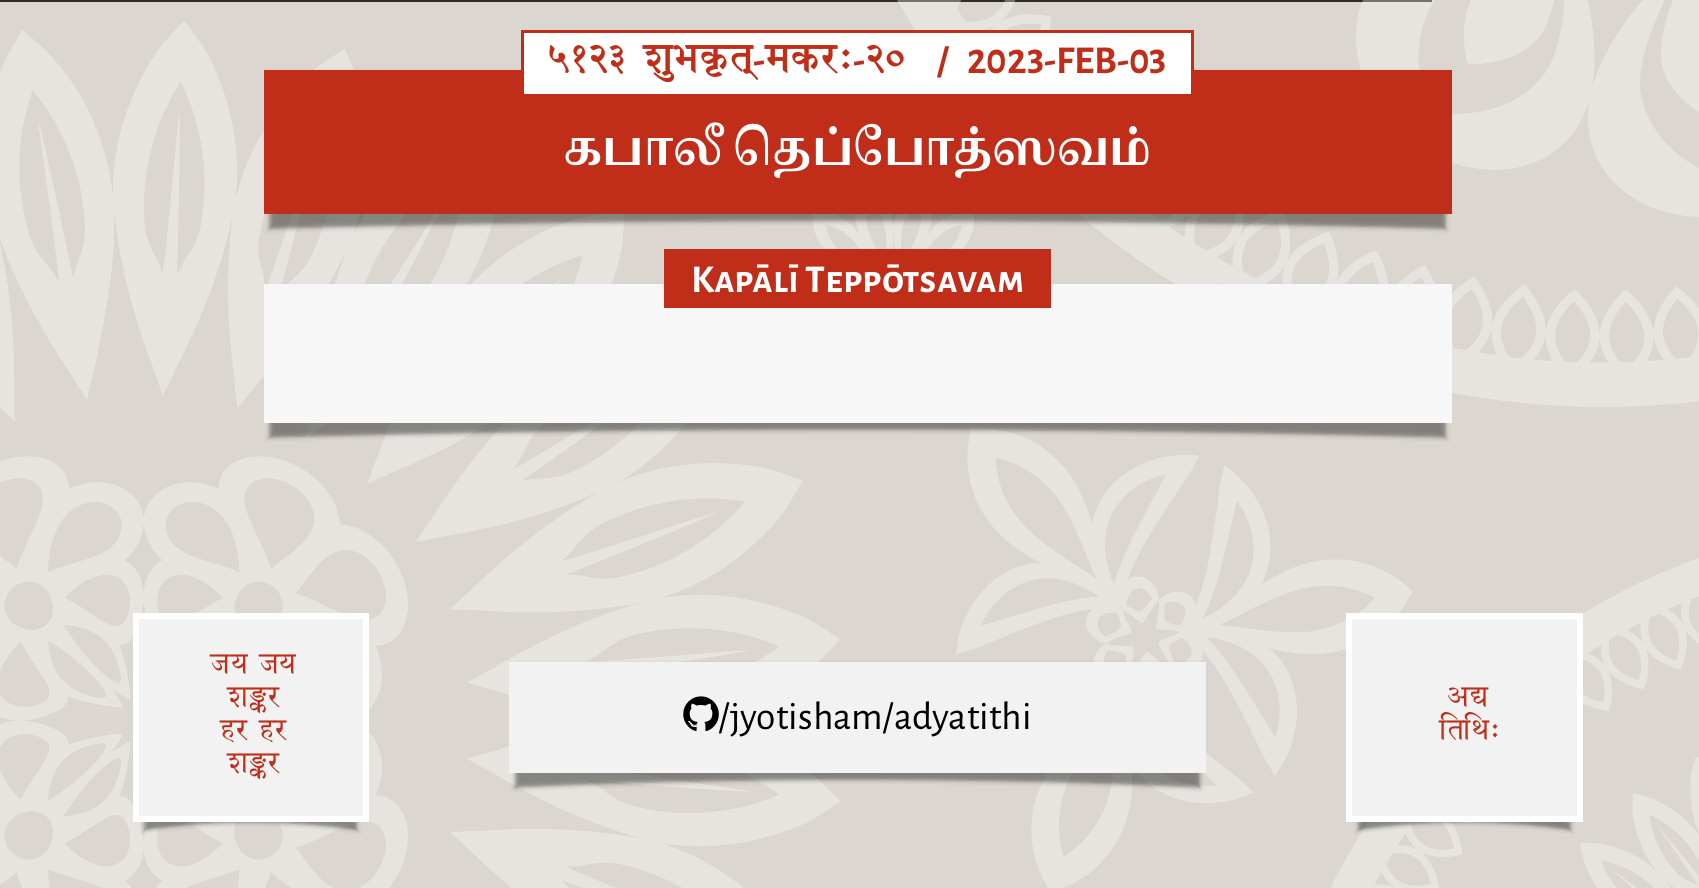 ५१२३ शुभकृत्-मकरः-२० / 2023-FEB-03
கபாலீ தெப்போத்ஸவம்
Kapālī Teppōtsavam
जय जय
शङ्कर
हर हर
शङ्कर
/jyotisham/adyatithi
अद्य
तिथिः